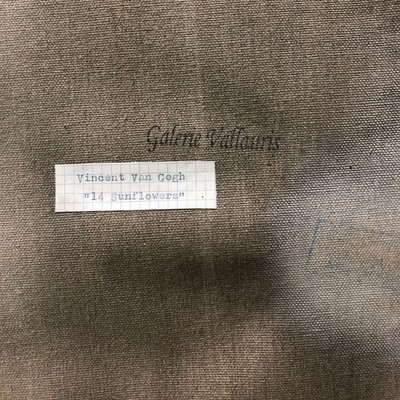 Galerie Vallauris
Vincent Van Gogh
"14 Sunflowers"